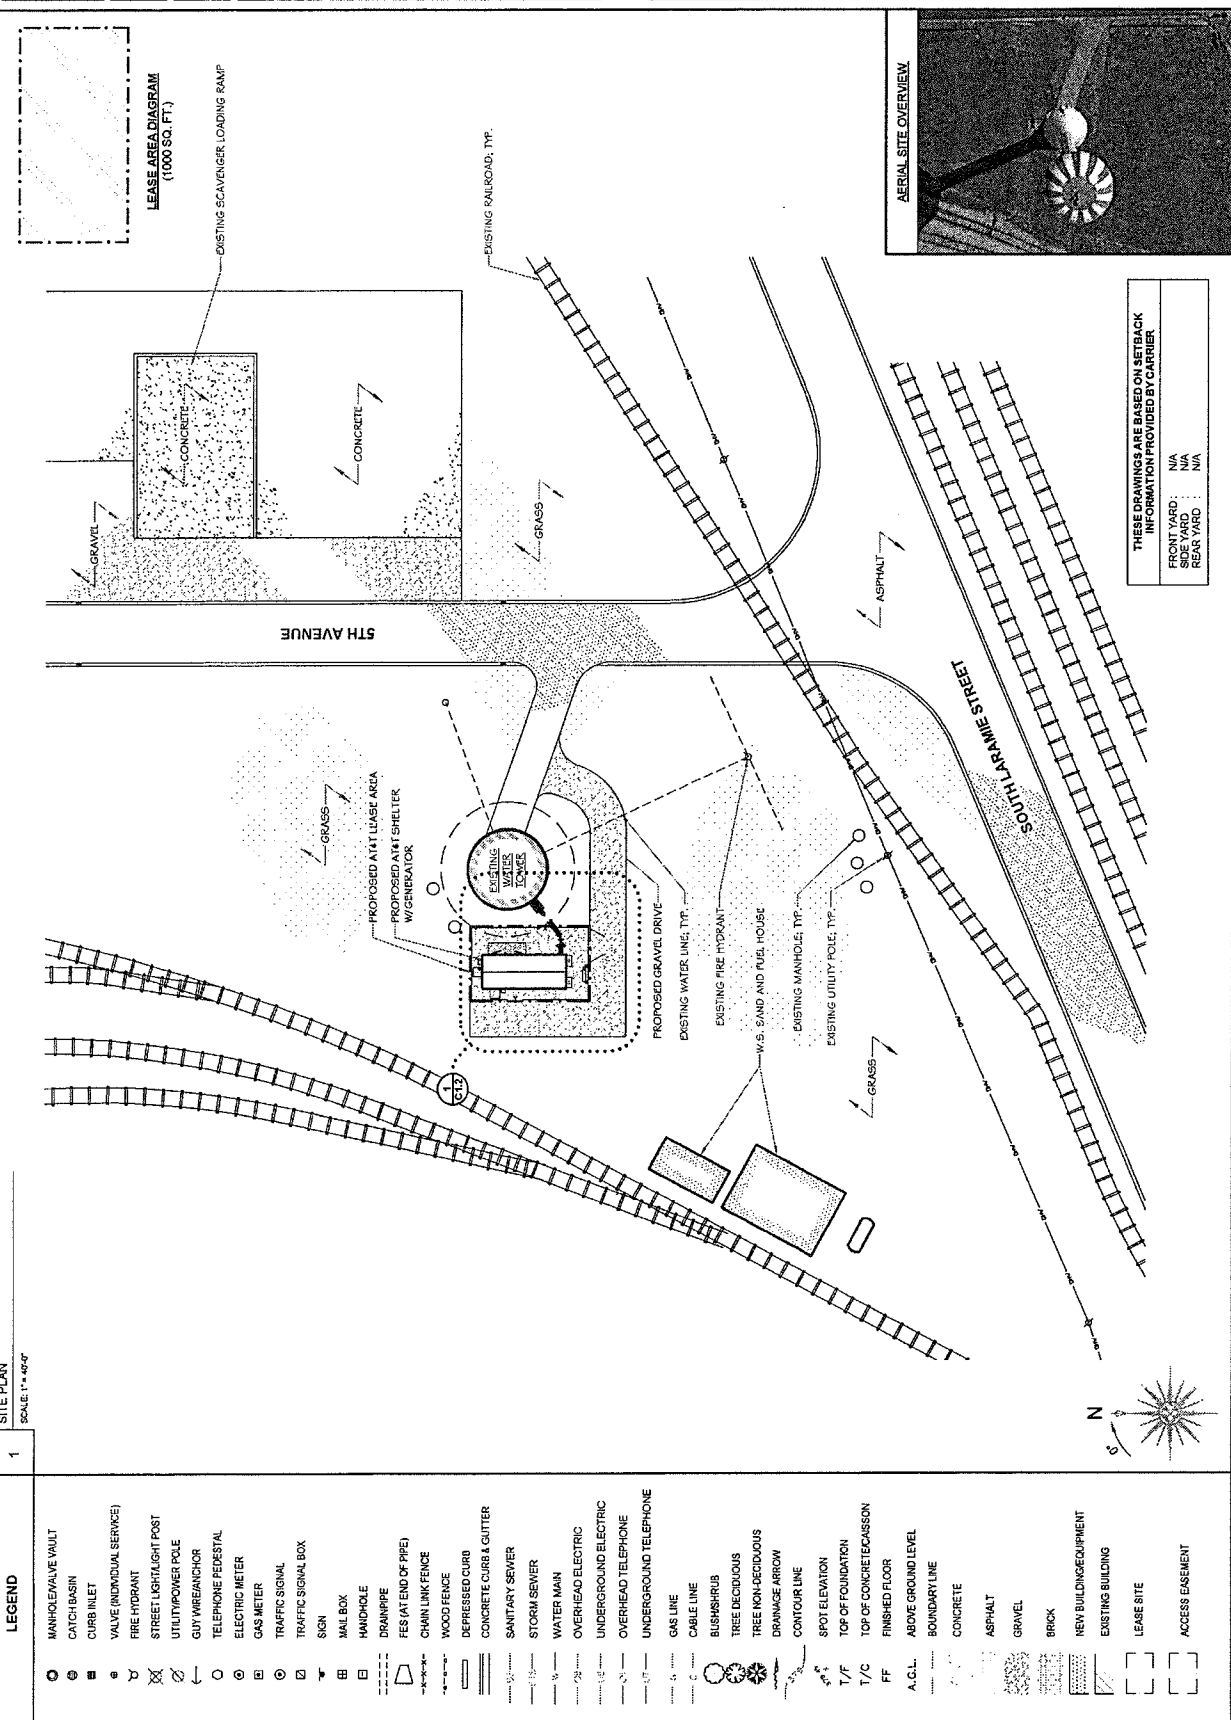 SITE PLAN
SCALE: 1" = 40'-0"
1
LEASE AREA DIAGRAM
(1000 SQ. FT.)
EXISTING SCAVENGER LOADING RAMP
EXISTING RAILROAD; TYP.
CONCRETE
CONCRETE
GRAVEL
GRASS
5TH AVENUE
ASPHALT
GRASS
PROPOSED AT&T LEASE AREA
PROPOSED AT&T SHELTER
W/GENERATOR
EXISTING
WATER
TOWER
1
C1.2
PROPOSED GRAVEL DRIVE
EXISTING WATER LINE; TYP.
EXISTING FIRE HYDRANT
W.S. SAND AND FUEL HOUSE
EXISTING MANHOLE; TYP.
EXISTING UTILITY POLE; TYP.
GRASS
SOUTH LARAMIE STREET
AERIAL SITE OVERVIEW
THESE DRAWINGS ARE BASED ON SETBACK
INFORMATION PROVIDED BY CARRIER
FRONT YARD: N/A
SIDE YARD : N/A
REAR YARD : N/A
N
0°
LEGEND
MANHOLE/VALVE VAULT
CATCH BASIN
CURB INLET
VALVE (INDIVIDUAL SERVICE)
FIRE HYDRANT
STREET LIGHT/LIGHT POST
UTILITY/POWER POLE
GUY WIRE/ANCHOR
TELEPHONE PEDESTAL
ELECTRIC METER
GAS METER
TRAFFIC SIGNAL
TRAFFIC SIGNAL BOX
SIGN
MAIL BOX
HANDHOLE
DRAINPIPE
FES (AT END OF PIPE)
CHAIN LINK FENCE
WOOD FENCE
DEPRESSED CURB
CONCRETE CURB & GUTTER
SANITARY SEWER
STORM SEWER
WATER MAIN
OVERHEAD ELECTRIC
UNDERGROUND ELECTRIC
OVERHEAD TELEPHONE
UNDERGROUND TELEPHONE
GAS LINE
CABLE LINE
BUSH/SHRUB
TREE DECIDUOUS
TREE NON-DECIDUOUS
DRAINAGE ARROW
CONTOUR LINE
SPOT ELEVATION
T/F TOP OF FOUNDATION
T/C TOP OF CONCRETE/CAISSON
FF FINISHED FLOOR
A.G.L. ABOVE GROUND LEVEL
BOUNDARY LINE
CONCRETE
ASPHALT
GRAVEL
BRICK
NEW BUILDING/EQUIPMENT
EXISTING BUILDING
LEASE SITE
ACCESS EASEMENT